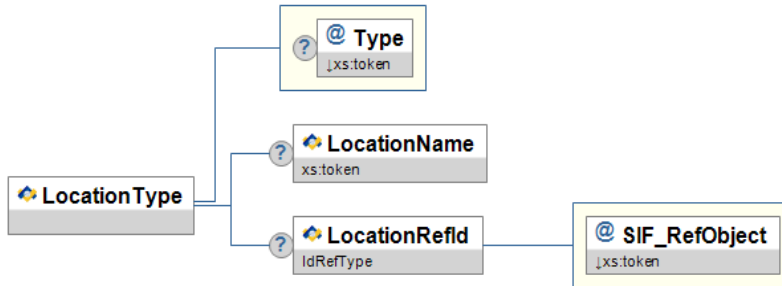 ?
@ Type
↓xs:token
?
LocationName
xs:token
LocationType
?
LocationRefId
IdRefType
@ SIF_RefObject
↓xs:token